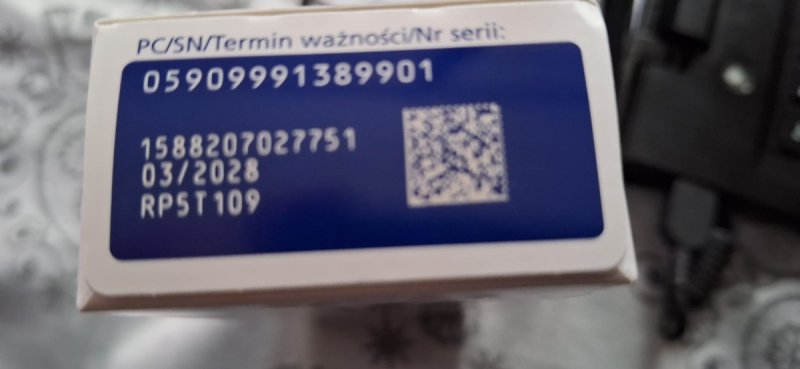 PC/SN/Termin ważności/Nr serii:
05909991389901
1588207027751
03/2028
RP5T109